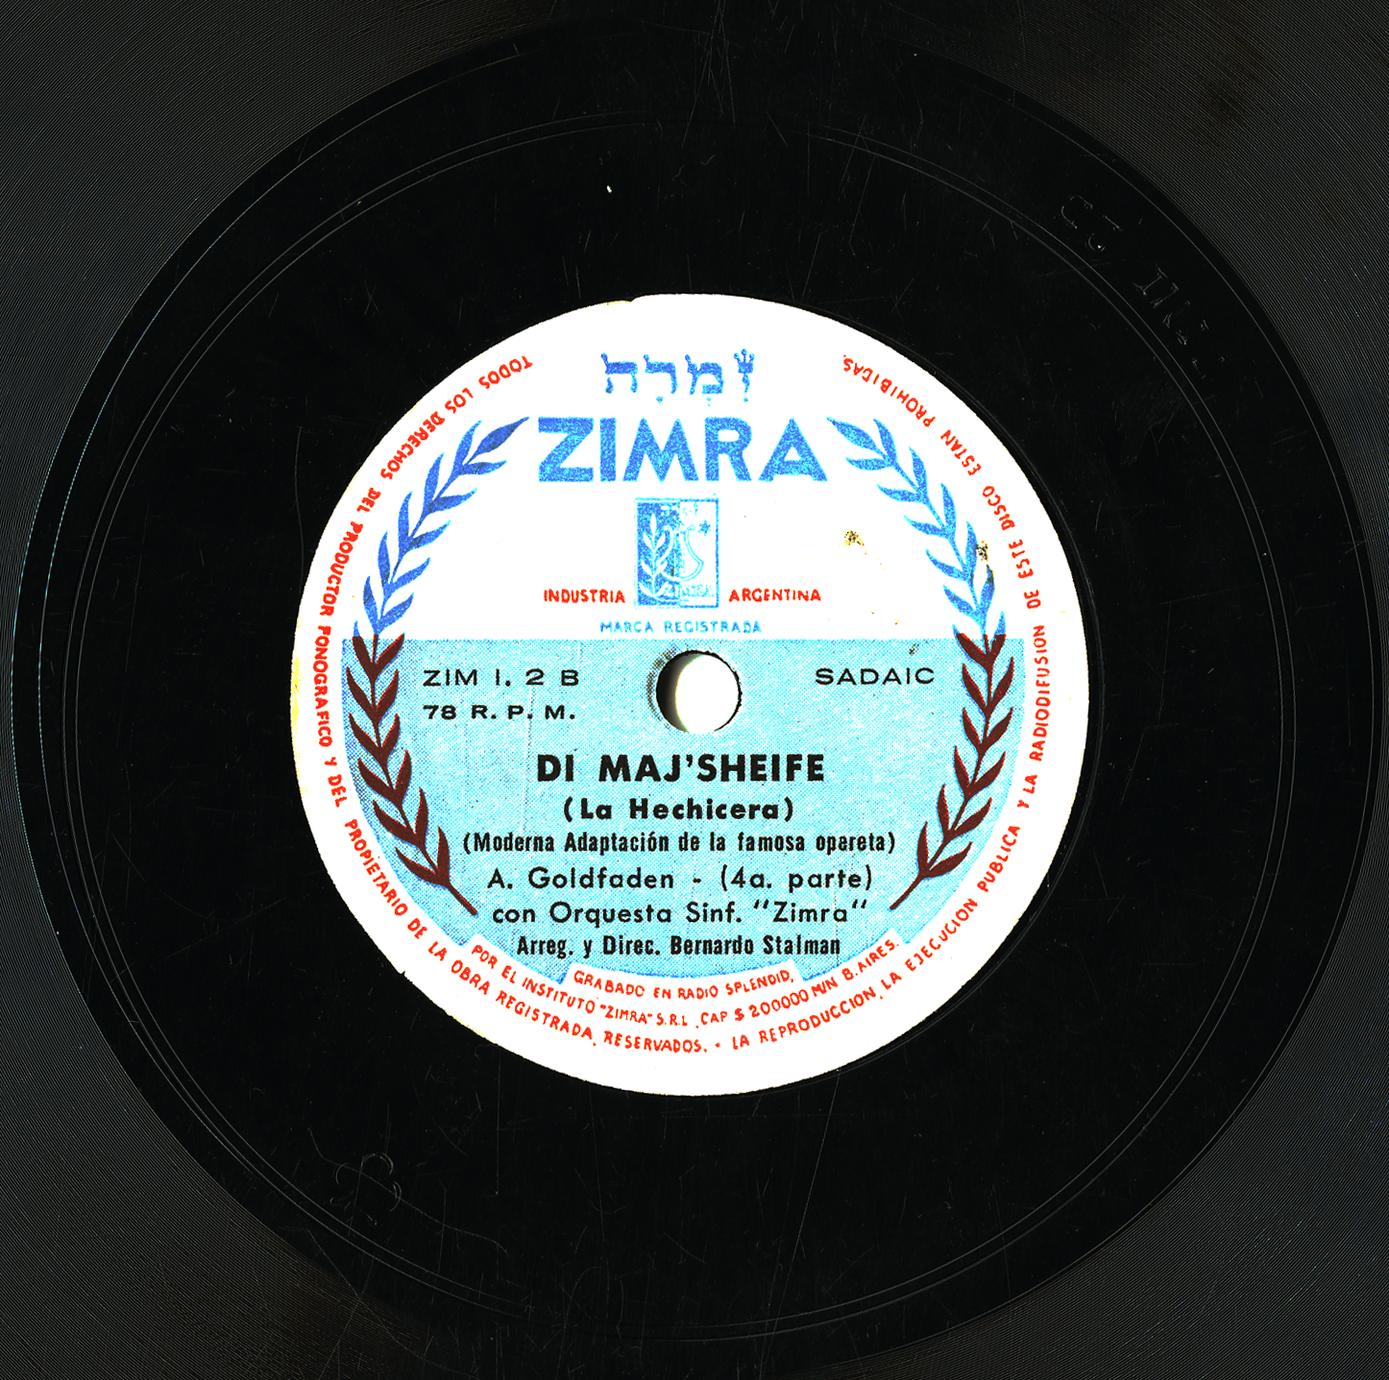 זִמְרָה
ZIMRA
INDUSTRIA ARGENTINA
MARCA REGISTRADA
ZIM 1. 2 B SADAIC
78 R. P. M.
DI MAJ'SHEIFE
(La Hechicera)
(Moderna Adaptación de la famosa opereta)
A. Goldfaden - (4a. parte)
con Orquesta Sinf. "Zimra"
Arreg. y Direc. Bernardo Stalman
GRABADO EN RADIO SPLENDID,
POR EL INSTITUTO "ZIMRA" S.R.L. CAP $ 200000 M/N B. AIRES.
TODOS LOS DERECHOS DEL PRODUCTOR FONOGRAFICO Y DEL PROPIETARIO DE LA OBRA REGISTRADA, RESERVADOS. - LA REPRODUCCION, LA EJECUCION PUBLICA Y LA RADIODIFUSION DE ESTE DISCO ESTAN PROHIBIDAS.